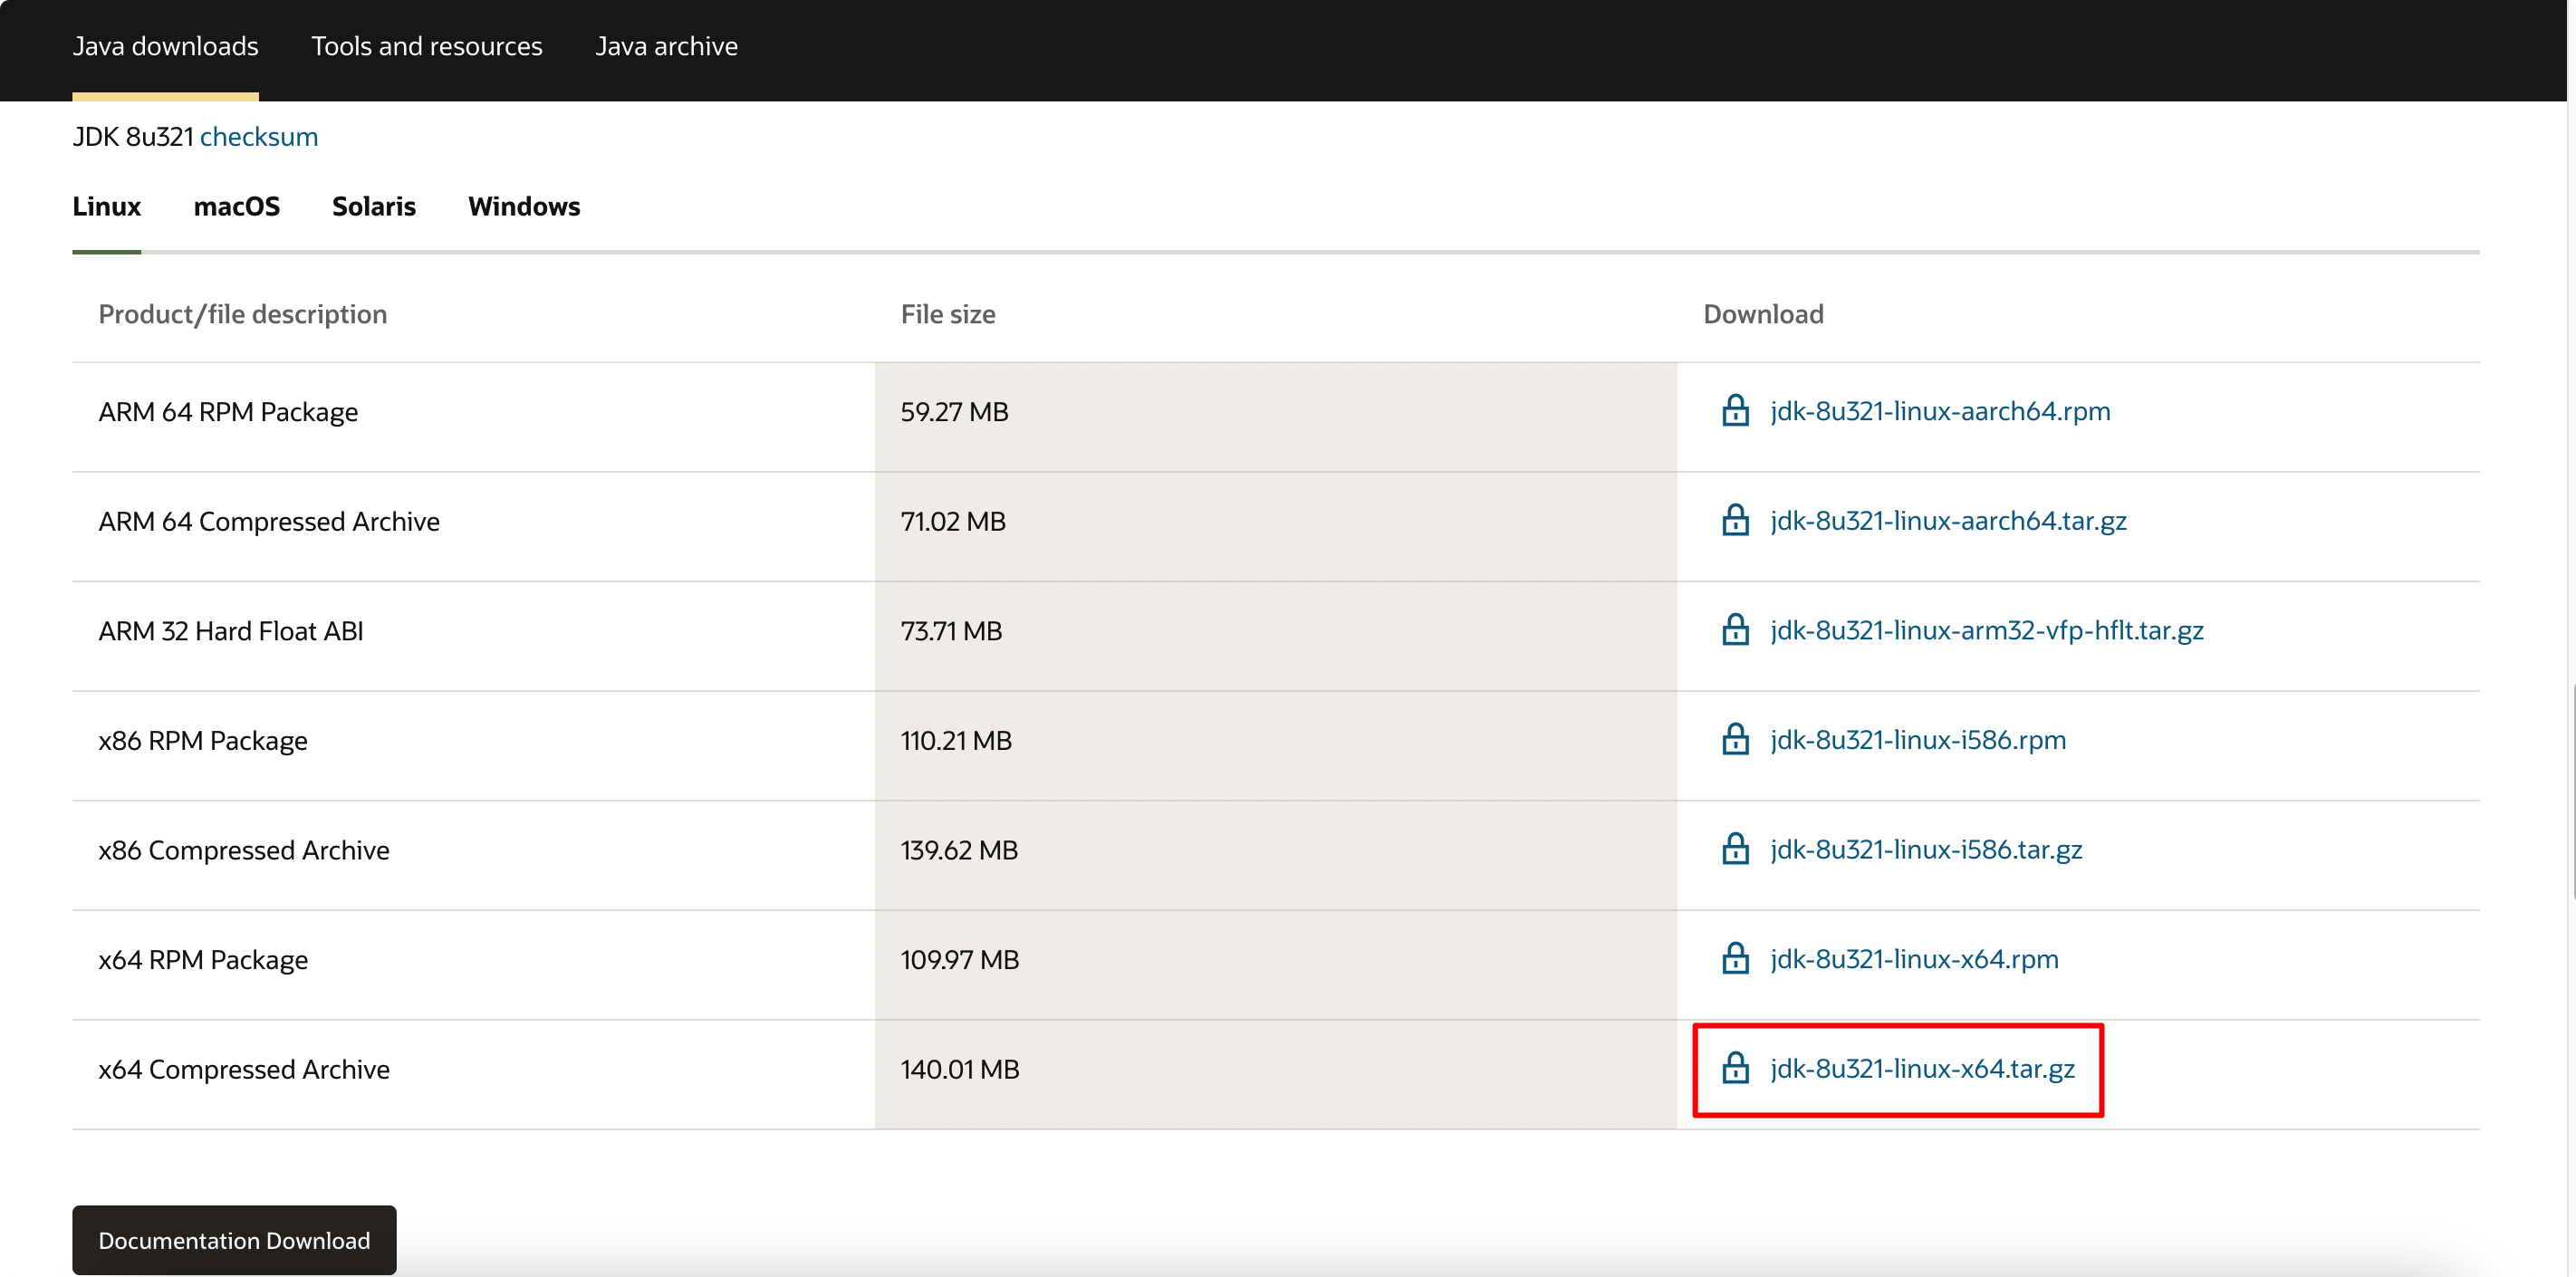 Java downloads Tools and resources Java archive
JDK 8u321 checksum
Linux macOS Solaris Windows
Product/file description File size Download
ARM 64 RPM Package 59.27 MB jdk-8u321-linux-aarch64.rpm
ARM 64 Compressed Archive 71.02 MB jdk-8u321-linux-aarch64.tar.gz
ARM 32 Hard Float ABI 73.71 MB jdk-8u321-linux-arm32-vfp-hflt.tar.gz
x86 RPM Package 110.21 MB jdk-8u321-linux-i586.rpm
x86 Compressed Archive 139.62 MB jdk-8u321-linux-i586.tar.gz
x64 RPM Package 109.97 MB jdk-8u321-linux-x64.rpm
x64 Compressed Archive 140.01 MB jdk-8u321-linux-x64.tar.gz
Documentation Download